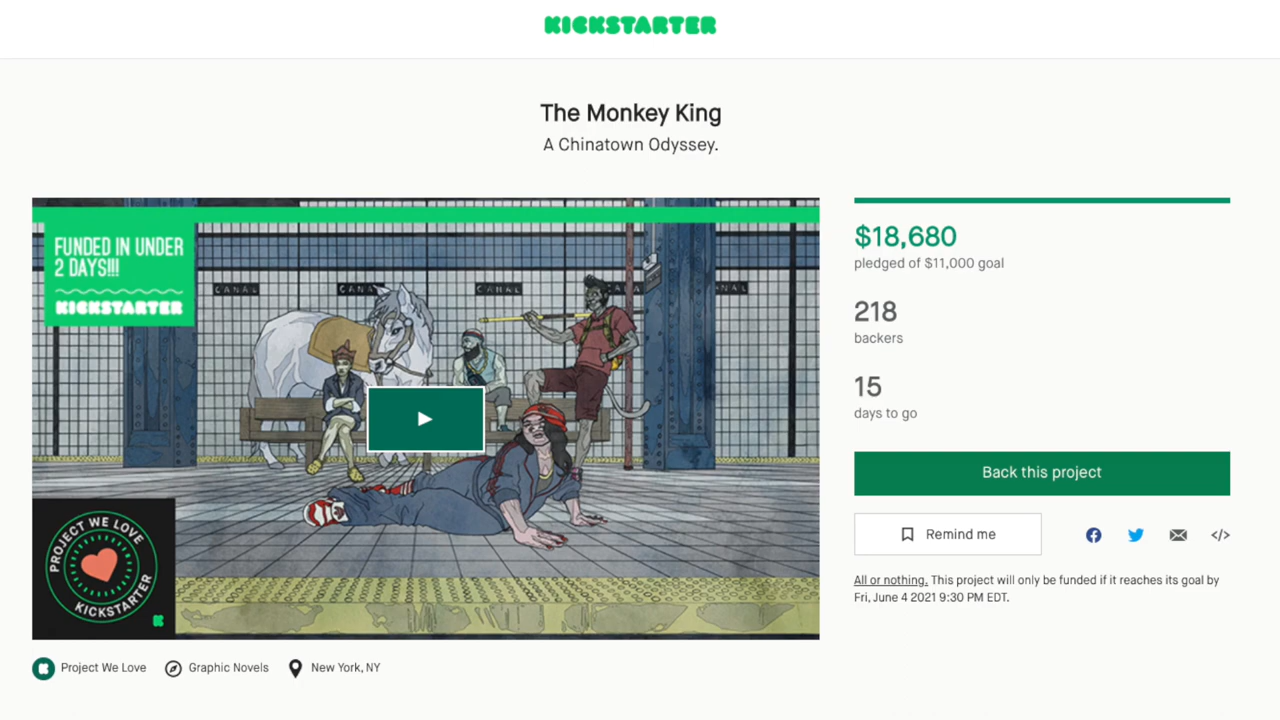 KICKSTARTER
The Monkey King
A Chinatown Odyssey.
FUNDED IN UNDER
2 DAYS!!!
KICKSTARTER
CANAL
CANAL
CANAL
PROJECT WE LOVE
KICKSTARTER
Project We Love
Graphic Novels
New York, NY
$18,680
pledged of $11,000 goal
218
backers
15
days to go
Back this project
Remind me
All or nothing. This project will only be funded if it reaches its goal by
Fri, June 4 2021 9:30 PM EDT.